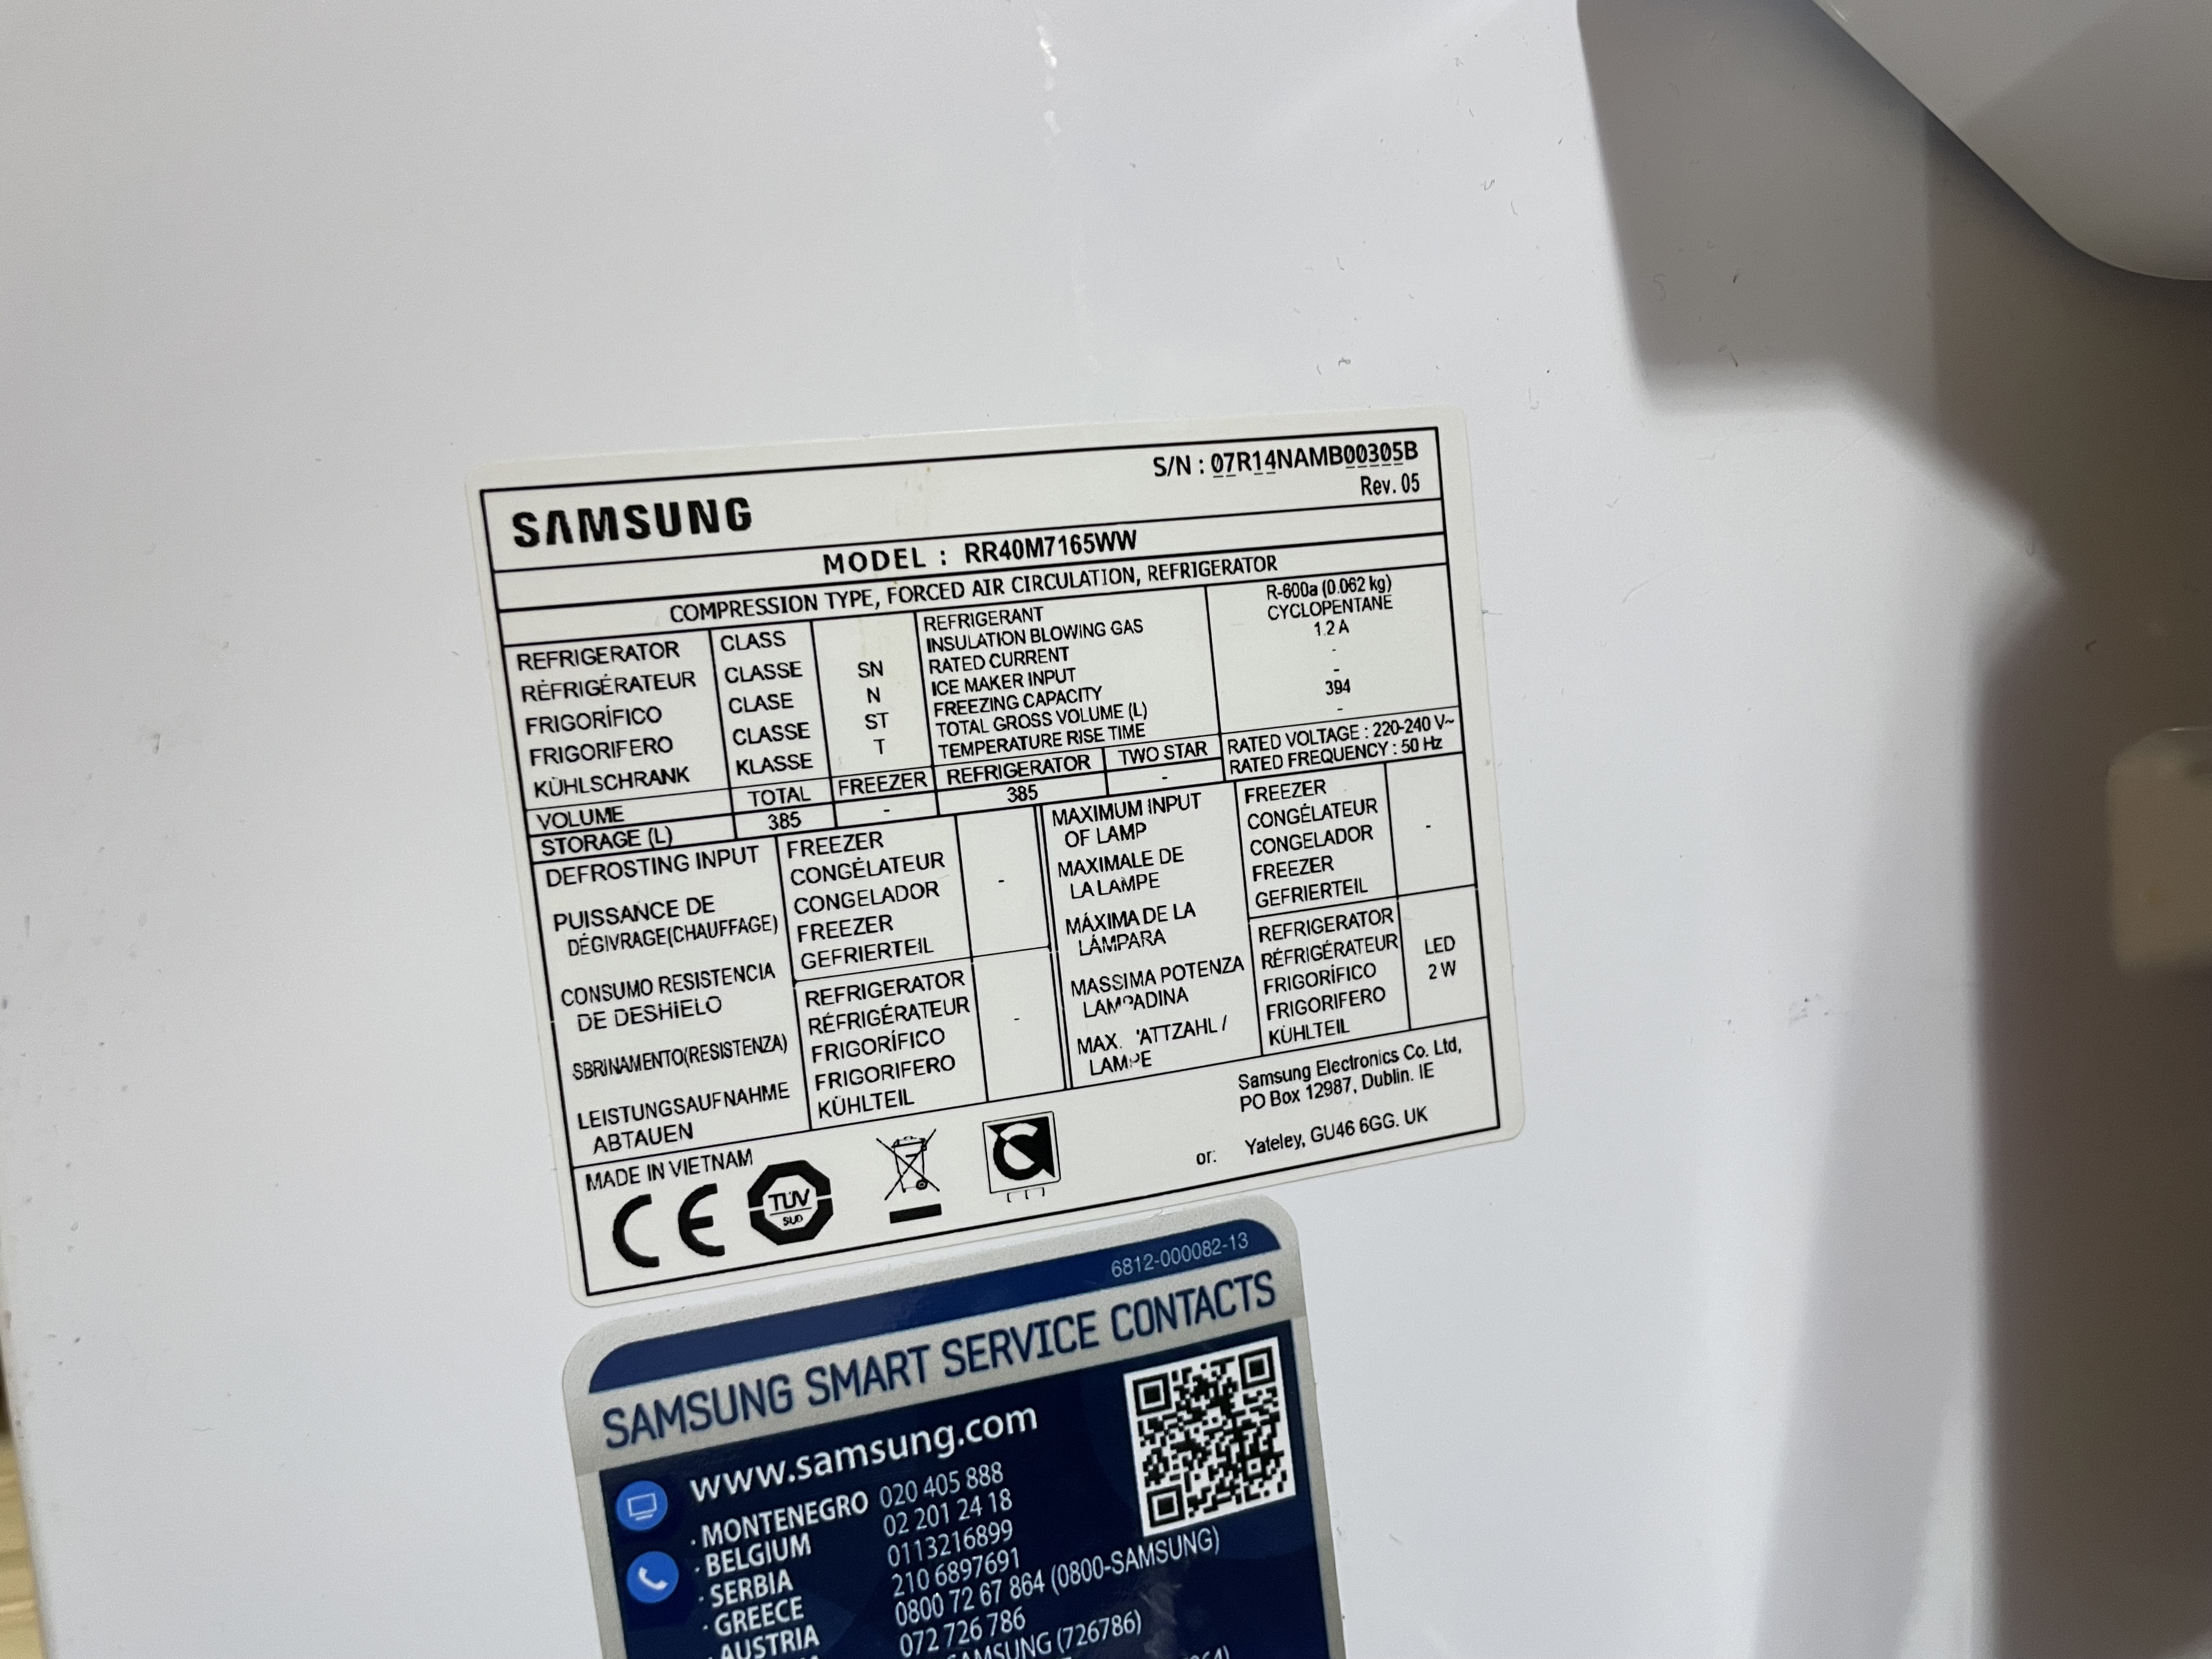 SAMSUNG
S/N : 07R14NAMB00305B
Rev. 05
MODEL : RR40M7165WW
COMPRESSION TYPE, FORCED AIR CIRCULATION, REFRIGERATOR
REFRIGERATOR
RÉFRIGÉRATEUR
FRIGORÍFICO
FRIGORIFERO
KÜHLSCHRANK
CLASS
CLASSE
CLASE
CLASSE
KLASSE
SN
N
ST
T
REFRIGERANT
INSULATION BLOWING GAS
RATED CURRENT
ICE MAKER INPUT
FREEZING CAPACITY
TOTAL GROSS VOLUME (L)
TEMPERATURE RISE TIME
R-600a (0.062 kg)
CYCLOPENTANE
1.2 A
-
-
394
-
VOLUME
STORAGE (L)
TOTAL
385
FREEZER
-
REFRIGERATOR
385
TWO STAR
-
RATED VOLTAGE : 220-240 V~
RATED FREQUENCY : 50 Hz
DEFROSTING INPUT
PUISSANCE DE
DÉGIVRAGE(CHAUFFAGE)
CONSUMO RESISTENCIA
DE DESHIELO
SBRINAMENTO(RESISTENZA)
LEISTUNGSAUFNAHME
ABTAUEN
FREEZER
CONGÉLATEUR
CONGELADOR
FREEZER
GEFRIERTEIL
-
REFRIGERATOR
RÉFRIGÉRATEUR
FRIGORÍFICO
FRIGORIFERO
KÜHLTEIL
-
MAXIMUM INPUT
OF LAMP
MAXIMALE DE
LA LAMPE
MÁXIMA DE LA
LÁMPARA
MASSIMA POTENZA
LAMPADINA
MAX. ATTZAHL /
LAMPE
FREEZER
CONGÉLATEUR
CONGELADOR
FREEZER
GEFRIERTEIL
-
REFRIGERATOR
RÉFRIGÉRATEUR
FRIGORÍFICO
FRIGORIFERO
KÜHLTEIL
LED
2 W
MADE IN VIETNAM
CE
TÜV
SÜD
Samsung Electronics Co. Ltd,
PO Box 12987, Dublin. IE
or: Yateley, GU46 6GG. UK
6812-000082-13
SAMSUNG SMART SERVICE CONTACTS
www.samsung.com
· MONTENEGRO 020 405 888
· BELGIUM 02 201 24 18
· SERBIA 0113216899
· GREECE 210 6897691
· AUSTRIA 0800 72 67 864 (0800-SAMSUNG)
072 726 786
SAMSUNG (726786)